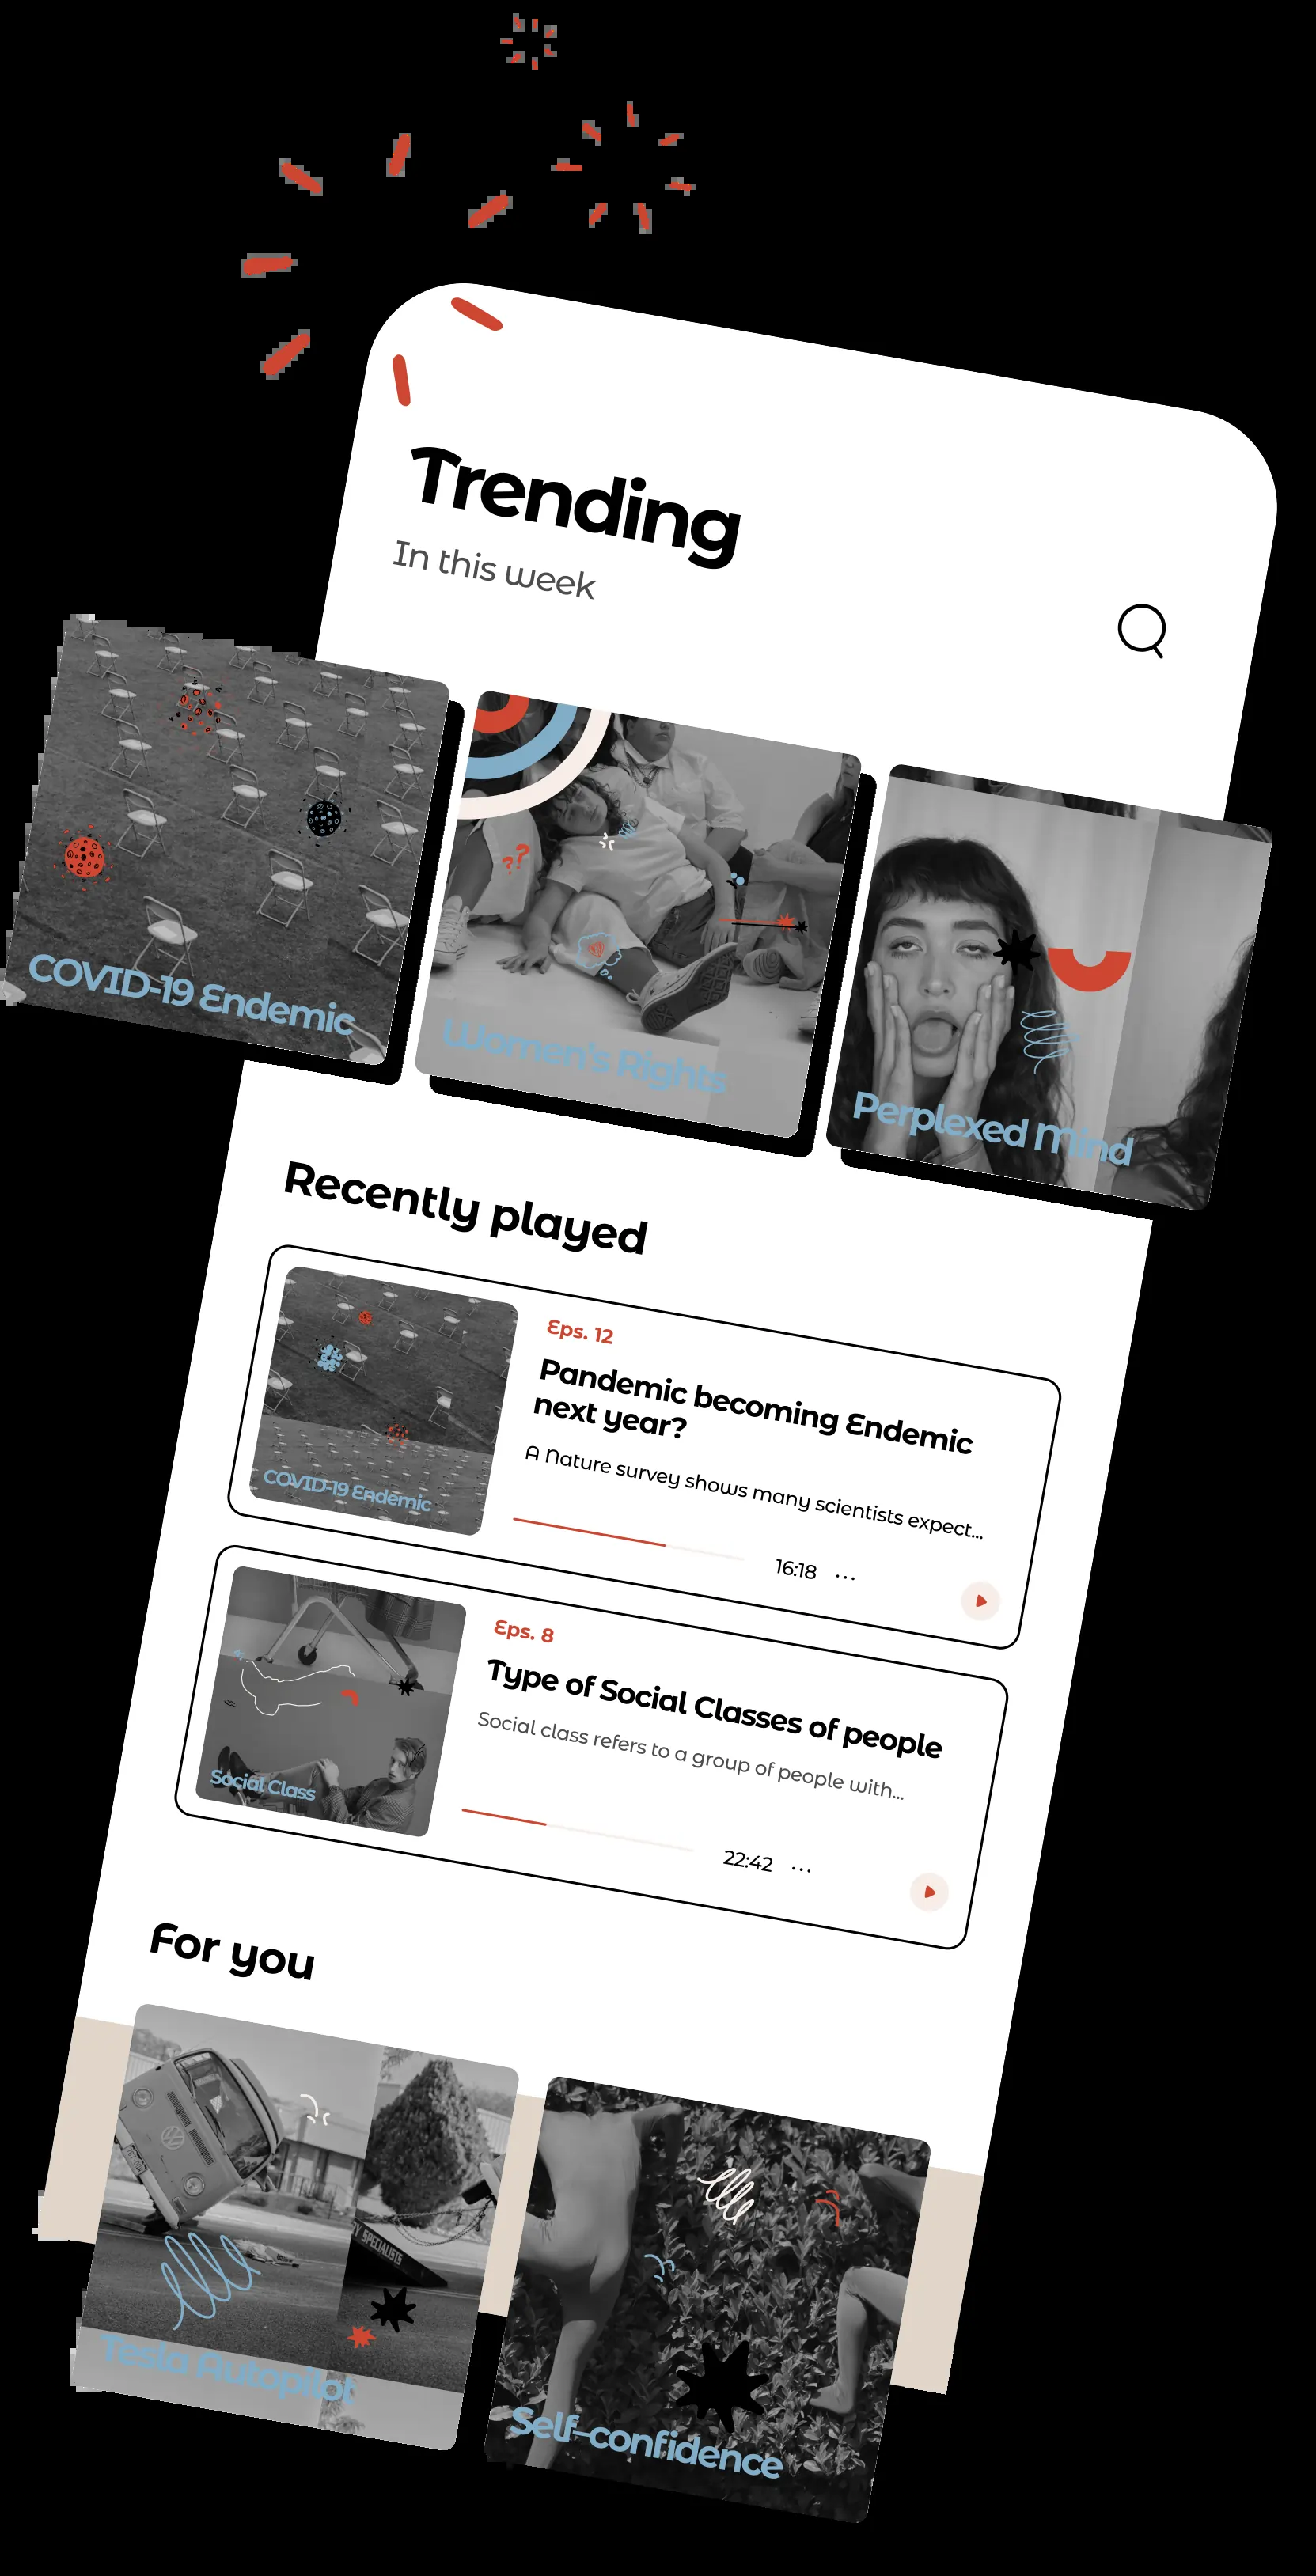 Trending
In this week
COVID-19 Endemic
Women's Rights
Perplexed Mind
Recently played
Eps. 12
Pandemic becoming Endemic
next year?
A Nature survey shows many scientists expect...
COVID-19 Endemic
16:18 ...
Eps. 8
Type of Social Classes of people
Social class refers to a group of people with...
Social Class
22:42 ...
For you
Y SPECIALISTS
Tesla Autopilot
Self-confidence